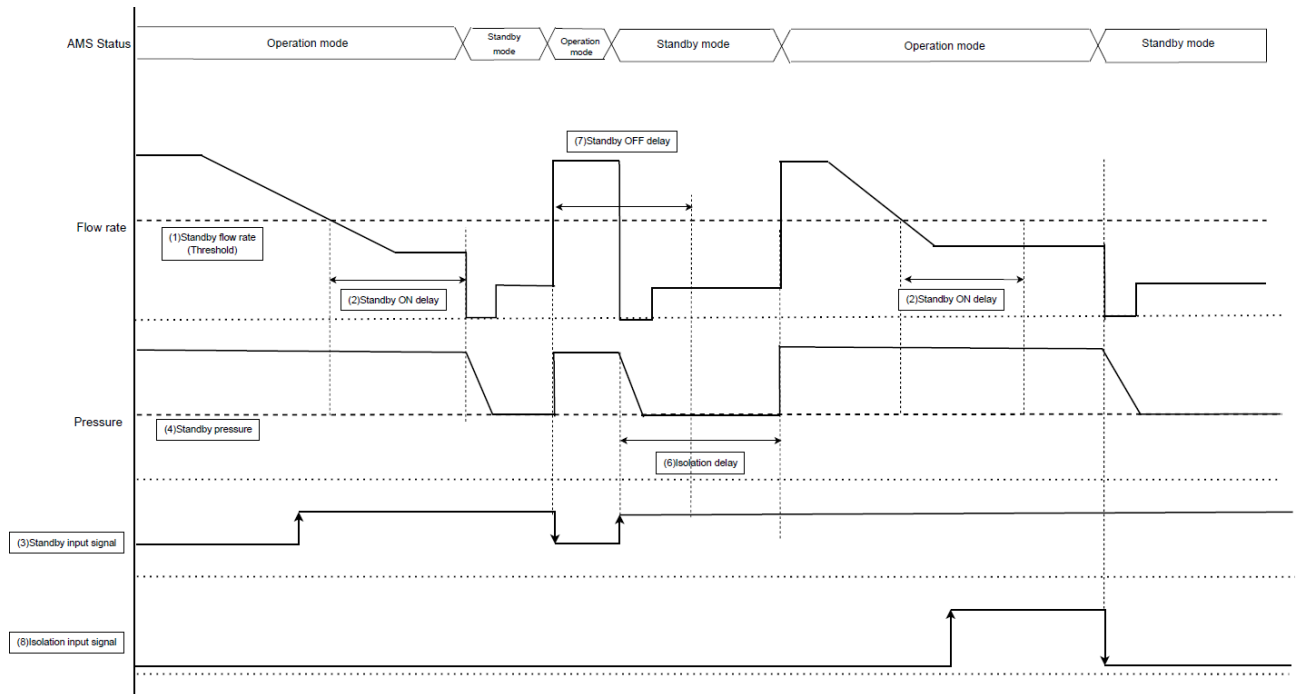 AMS Status
Operation mode
Standby
mode
Operation
mode
Standby mode
Operation mode
Standby mode
(7)Standby OFF delay
Flow rate
(1)Standby flow rate
(Threshold)
(2)Standby ON delay
(2)Standby ON delay
Pressure
(4)Standby pressure
(6)Isolation delay
(3)Standby input signal
(8)Isolation input signal